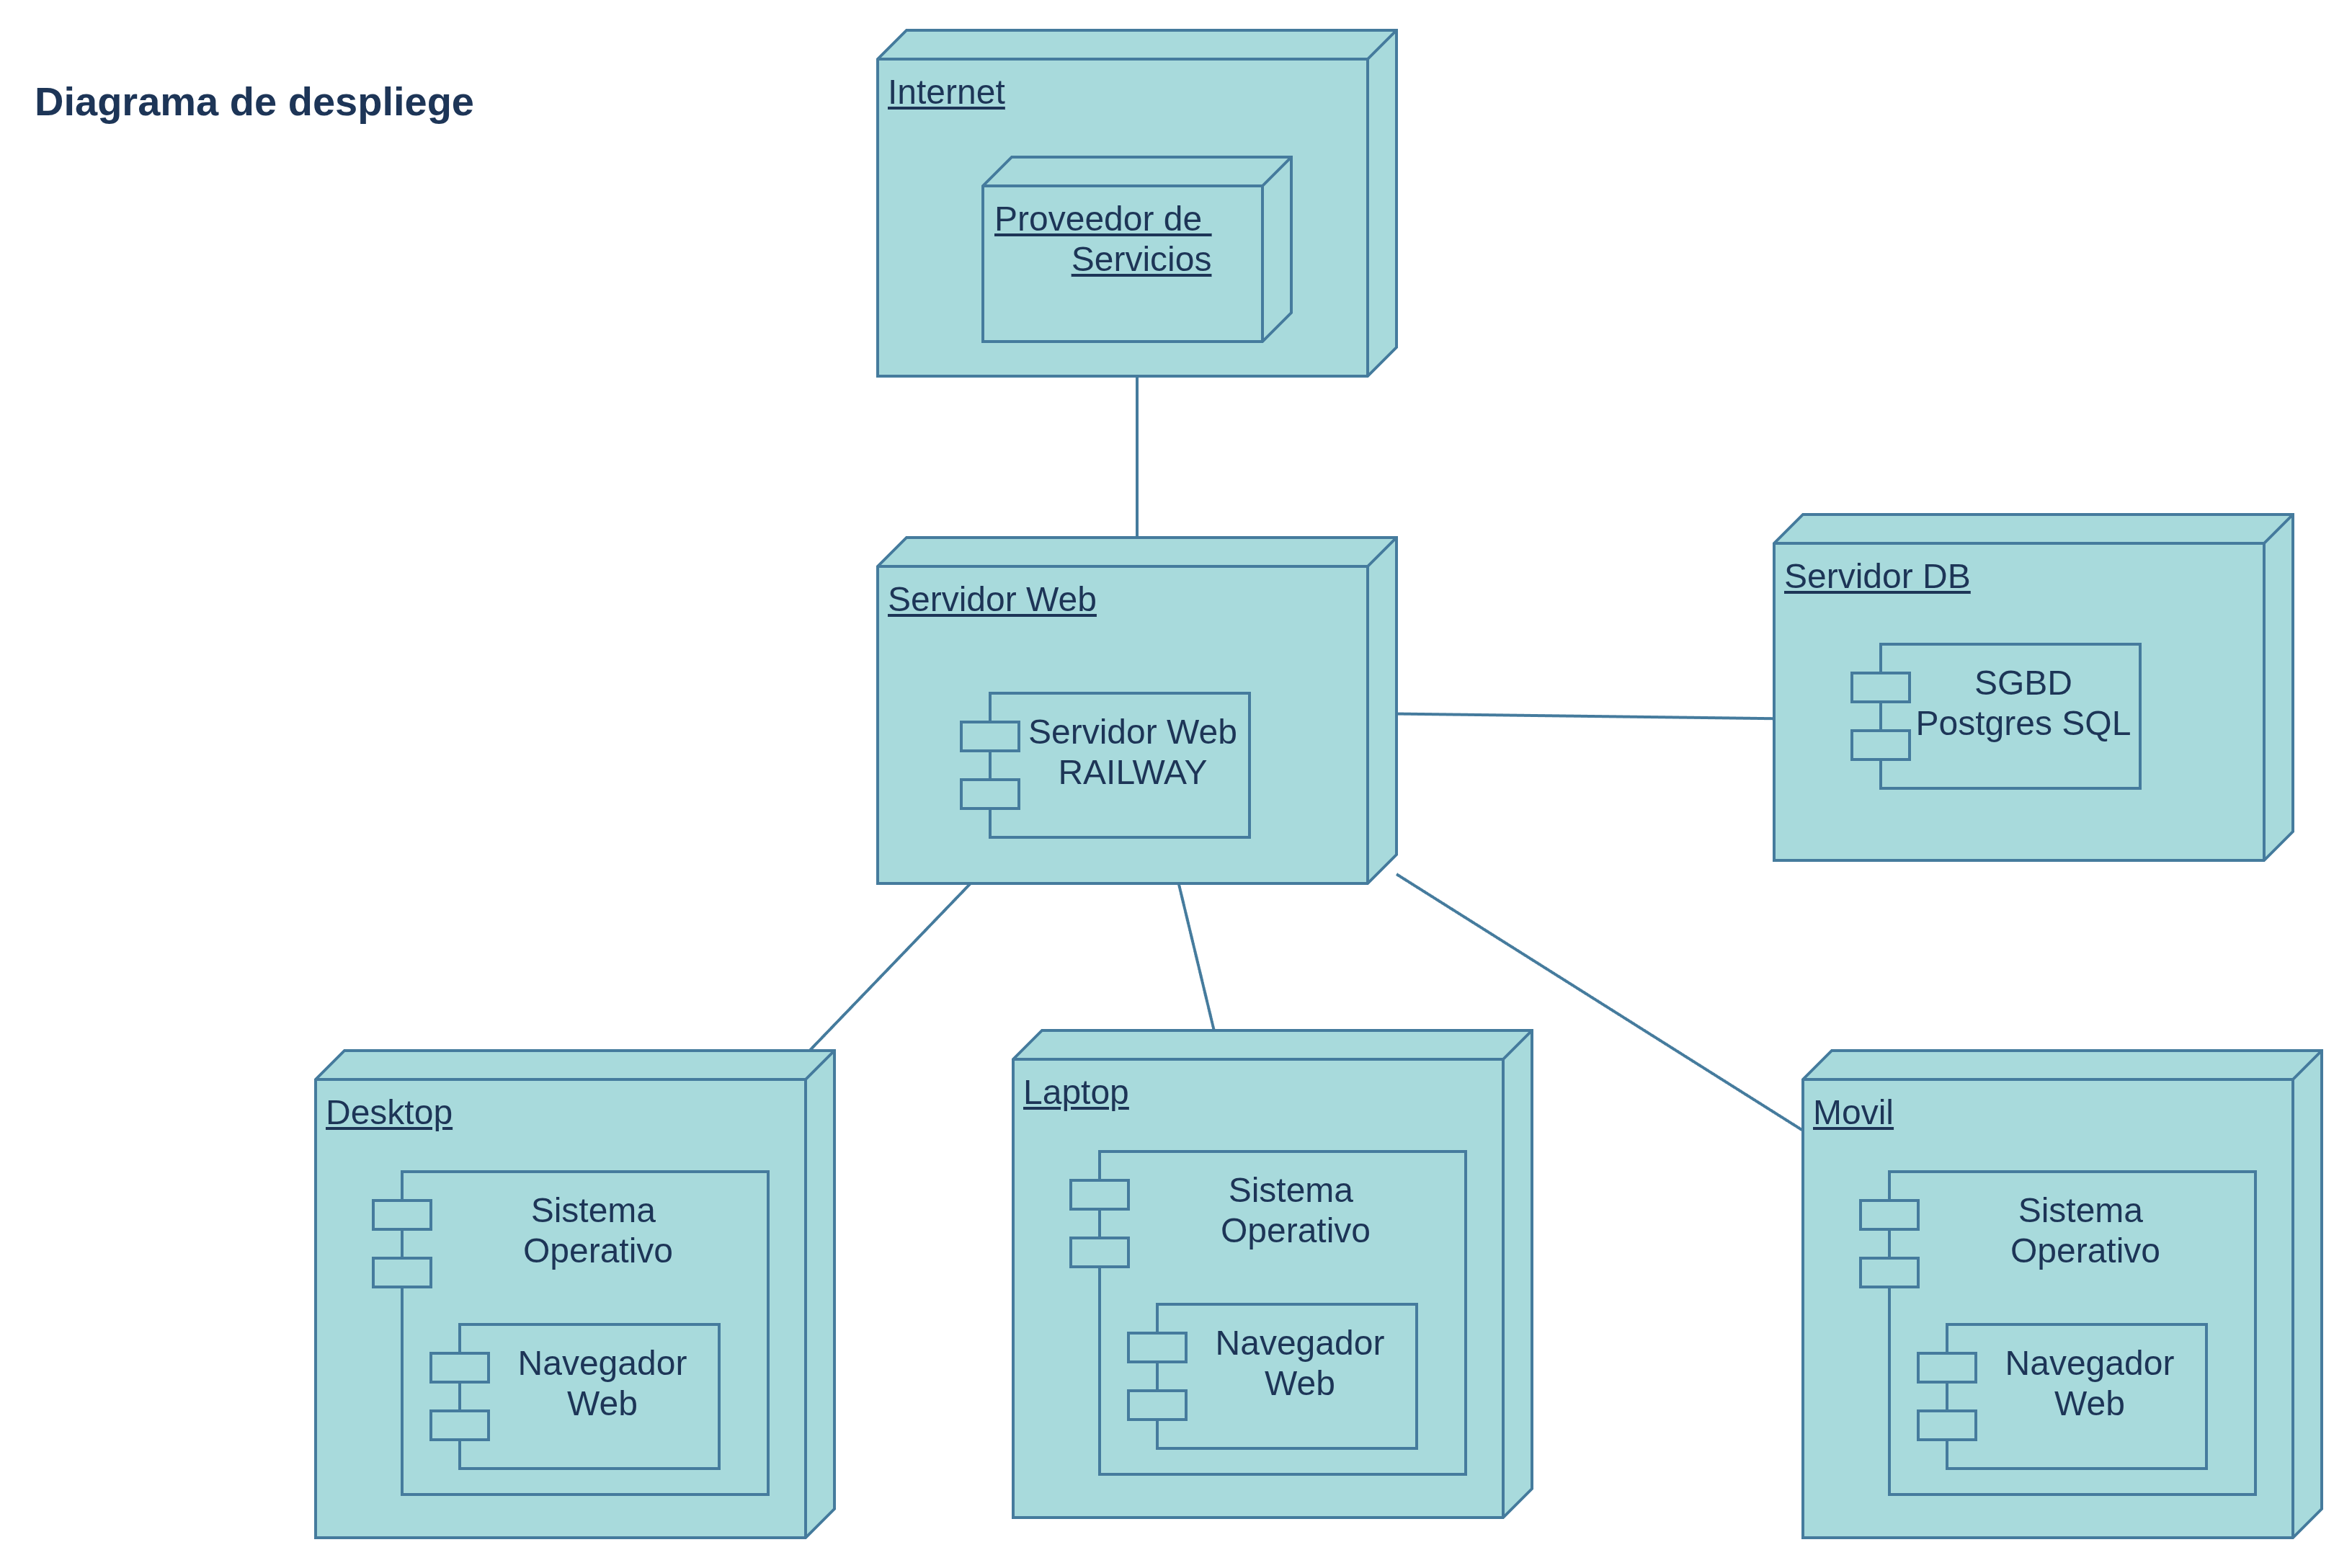 Diagrama de despliege
Internet
Proveedor de
Servicios
Servidor Web
Servidor Web
RAILWAY
Servidor DB
SGBD
Postgres SQL
Desktop
Sistema
Operativo
Navegador
Web
Laptop
Sistema
Operativo
Navegador
Web
Movil
Sistema
Operativo
Navegador
Web